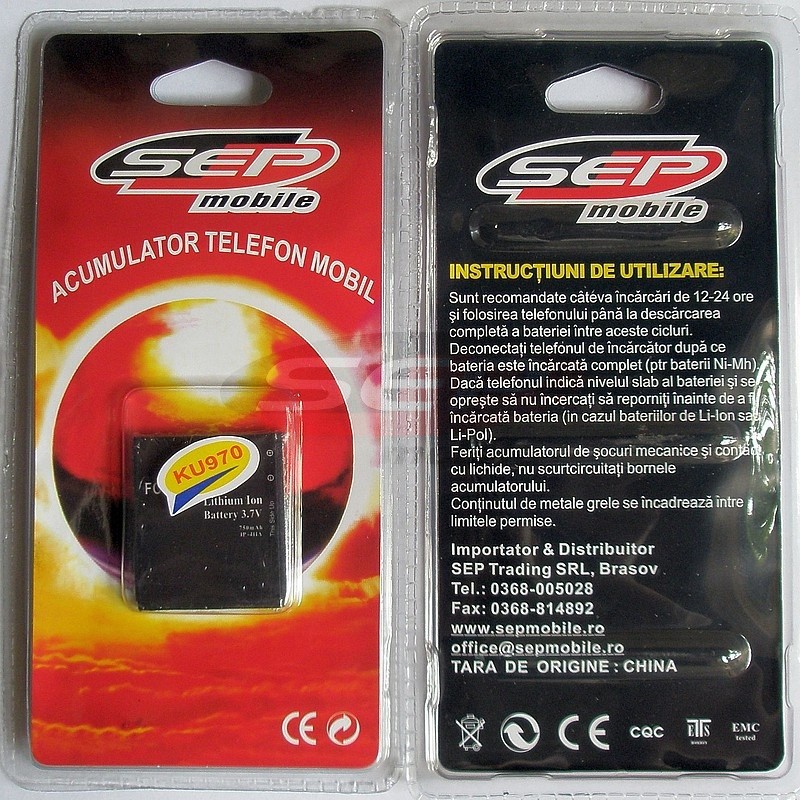 SEP
mobile
ACUMULATOR TELEFON MOBIL
KU970
Lithium Ion
Battery 3.7V
750mAh
This Side Up
CE
SEP
mobile
INSTRUCȚIUNI DE UTILIZARE:
Sunt recomandate câteva încărcări de 12-24 ore
și folosirea telefonului până la descărcarea
completă a bateriei între aceste cicluri.
Deconectați telefonul de încărcător după ce
bateria este încărcată complet (ptr baterii Ni-Mh).
Dacă telefonul indică nivelul slab al bateriei și se
oprește să nu încercați să reporniți înainte de a fi
încărcată bateria (in cazul bateriilor de Li-Ion sau
Li-Pol).
Feriți acumulatorul de șocuri mecanice și contact
cu lichide, nu scurtcircuitați bornele
acumulatorului.
Conținutul de metale grele se încadrează între
limitele permise.
Importator & Distribuitor
SEP Trading SRL, Brasov
Tel.: 0368-005028
Fax: 0368-814892
www.sepmobile.ro
office@sepmobile.ro
TARA DE ORIGINE : CHINA
CE
CQC
ETS
EMC
tested